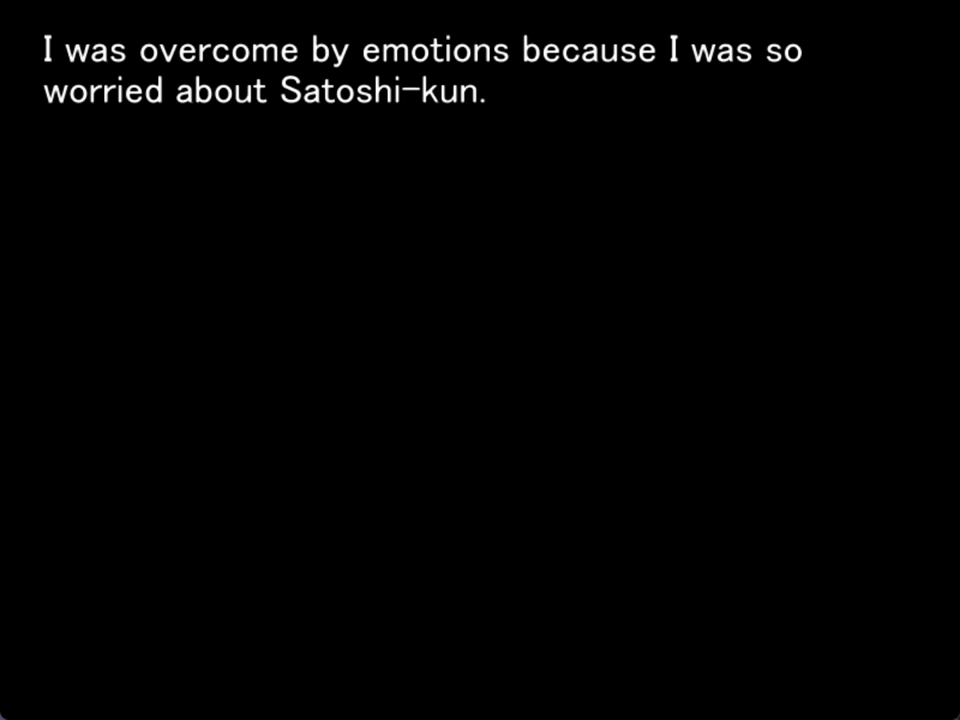 I was overcome by emotions because I was so
worried about Satoshi-kun.